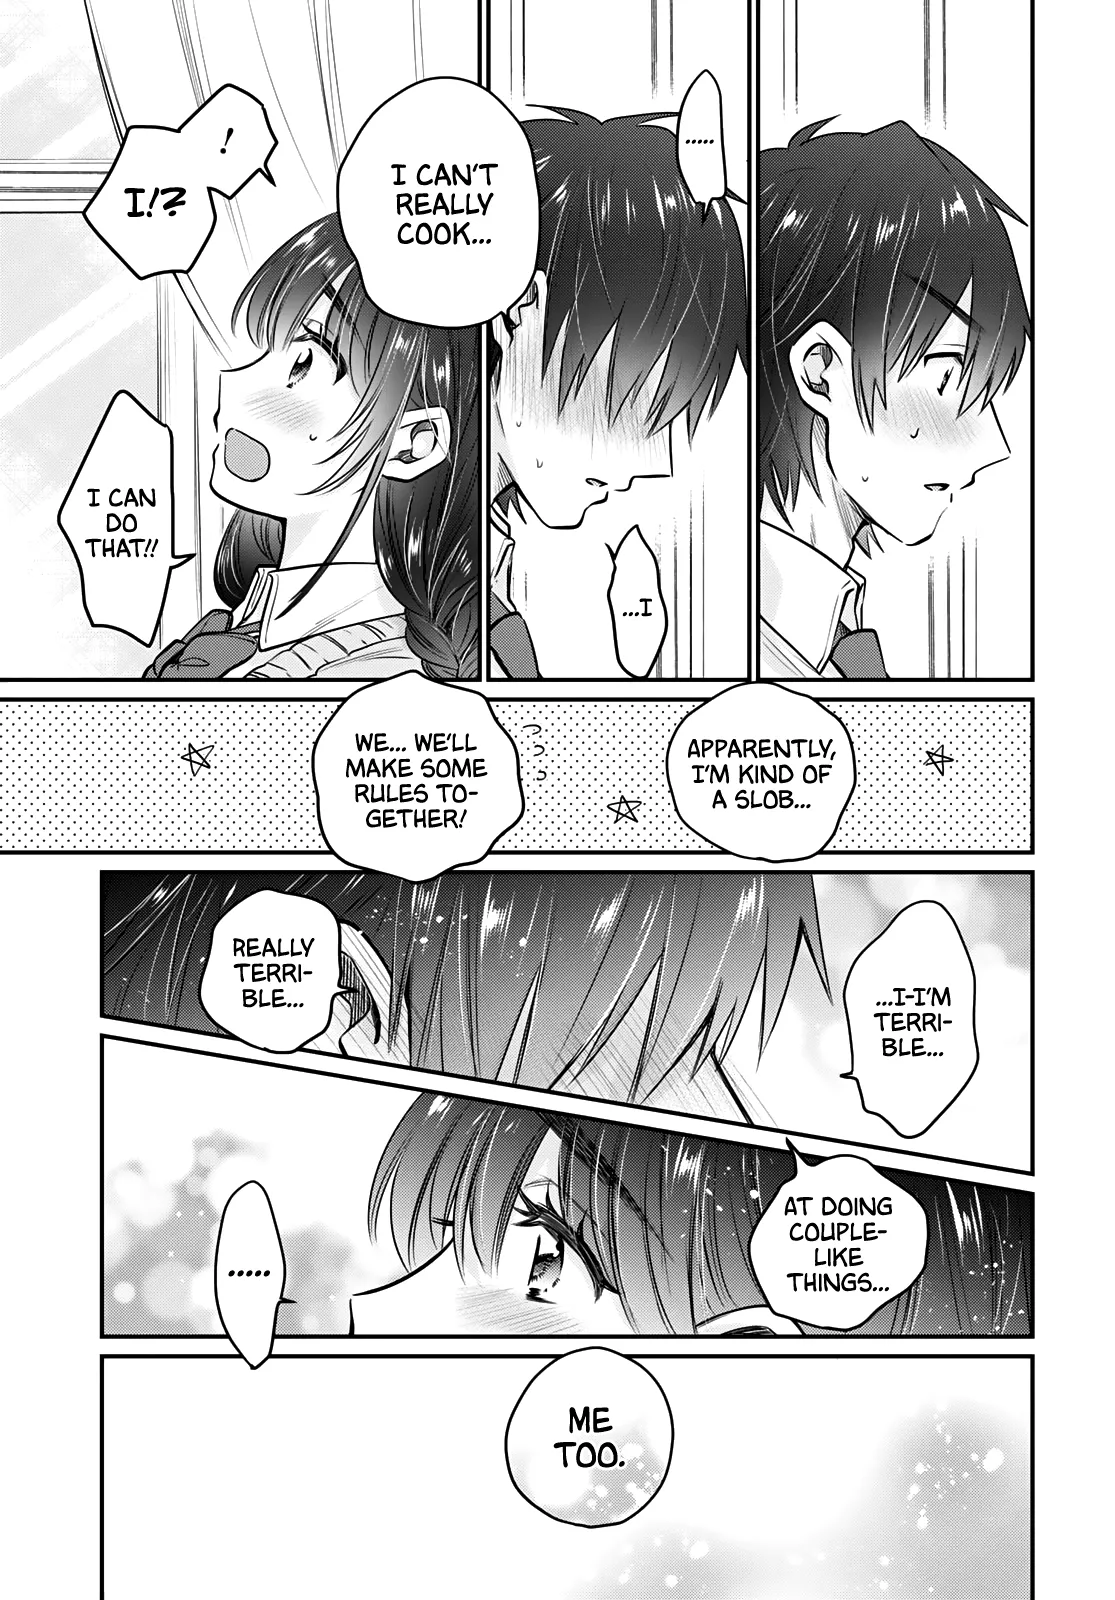 ......
...I
I CAN'T
REALLY
COOK...
!
I!?
I CAN
DO
THAT!!
APPARENTLY,
I'M KIND OF
A SLOB...
WE... WE'LL
MAKE SOME
RULES TO-
GETHER!
...I-I'M
TERRI-
BLE...
REALLY
TERRI-
BLE...
AT DOING
COUPLE-
LIKE
THINGS...
.....
ME
TOO.